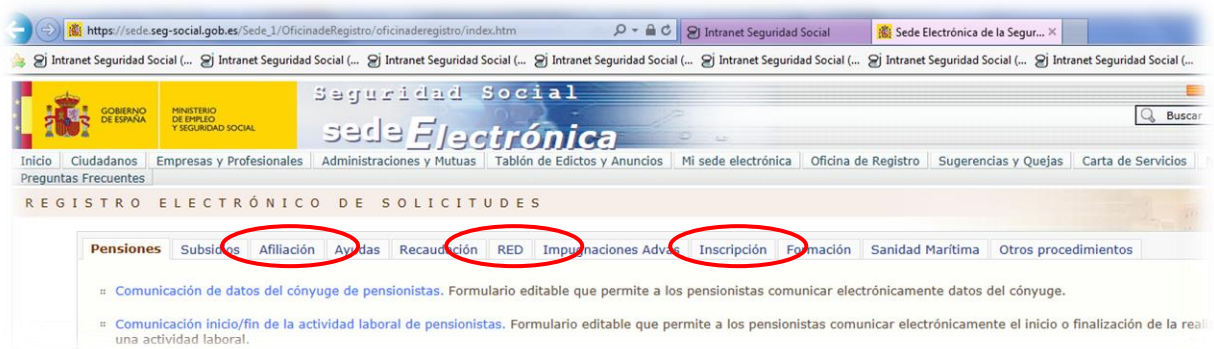 https://sede.seg-social.gob.es/Sede_1/OficinadeRegistro/oficinaderegistro/index.htm
Intranet Seguridad Social
Sede Electrónica de la Segur...
Intranet Seguridad Social (... Intranet Seguridad Social (... Intranet Seguridad Social (... Intranet Seguridad Social (... Intranet Seguridad Social (... Intranet Seguridad Social (... Intranet Seguridad Social (...
GOBIERNO DE ESPAÑA
MINISTERIO DE EMPLEO Y SEGURIDAD SOCIAL
Seguridad Social
sede Electrónica
Buscar
Inicio Ciudadanos Empresas y Profesionales Administraciones y Mutuas Tablón de Edictos y Anuncios Mi sede electrónica Oficina de Registro Sugerencias y Quejas Carta de Servicios
Preguntas Frecuentes
REGISTRO ELECTRÓNICO DE SOLICITUDES
Pensiones Subsidios Afiliación Ayudas Recaudación RED Impugnaciones Advas Inscripción Formación Sanidad Marítima Otros procedimientos
Comunicación de datos del cónyuge de pensionistas. Formulario editable que permite a los pensionistas comunicar electrónicamente datos del cónyuge.
Comunicación inicio/fin de la actividad laboral de pensionistas. Formulario editable que permite a los pensionistas comunicar electrónicamente el inicio o finalización de la
una actividad laboral.